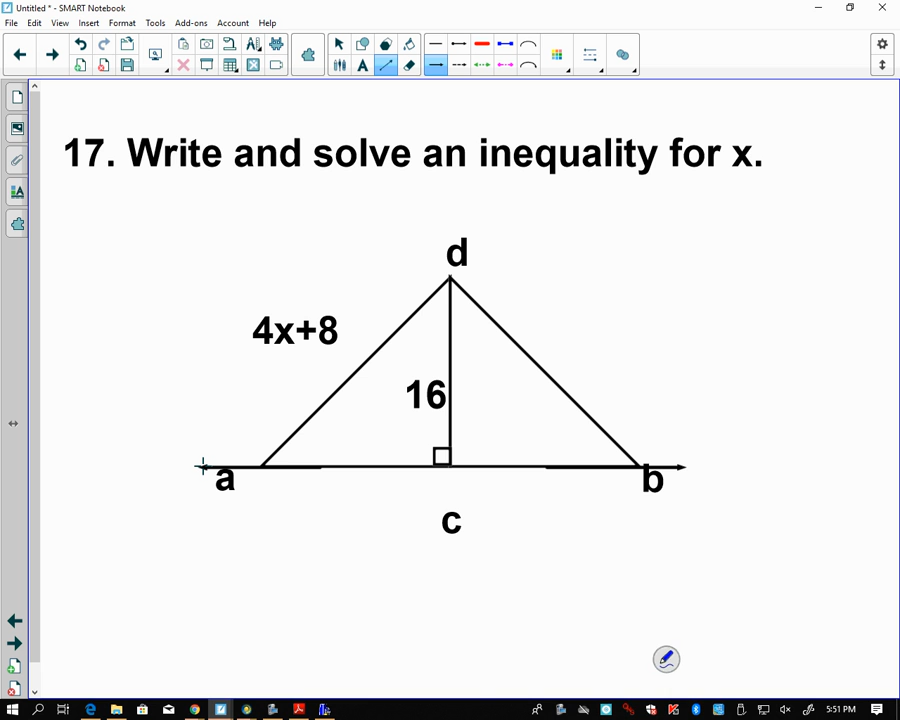 Untitled * - SMART Notebook
File Edit View Insert Format Tools Add-ons Account Help
17. Write and solve an inequality for x.
d
4x+8
16
a
b
c
5:51 PM